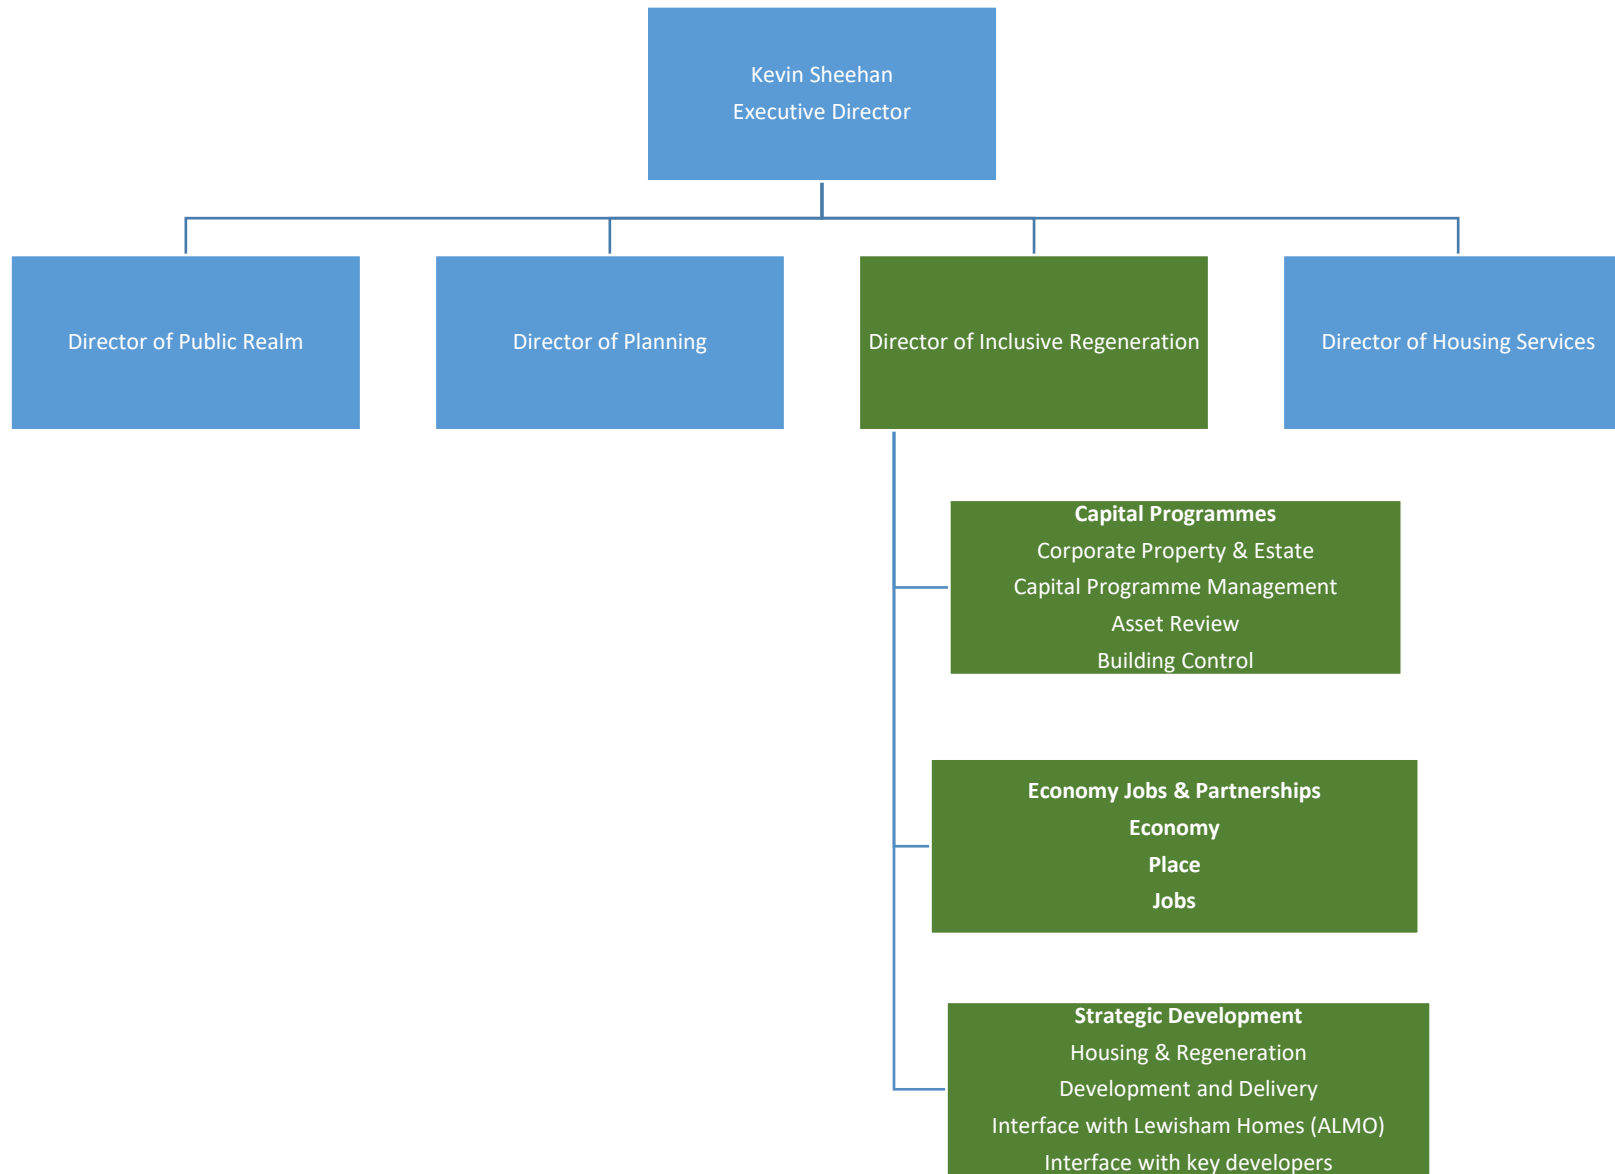 Kevin Sheehan
Executive Director
Director of Public Realm
Director of Planning
Director of Inclusive Regeneration
Director of Housing Services
Capital Programmes
Corporate Property & Estate
Capital Programme Management
Asset Review
Building Control
Economy Jobs & Partnerships
Economy
Place
Jobs
Strategic Development
Housing & Regeneration
Development and Delivery
Interface with Lewisham Homes (ALMO)
Interface with key developers